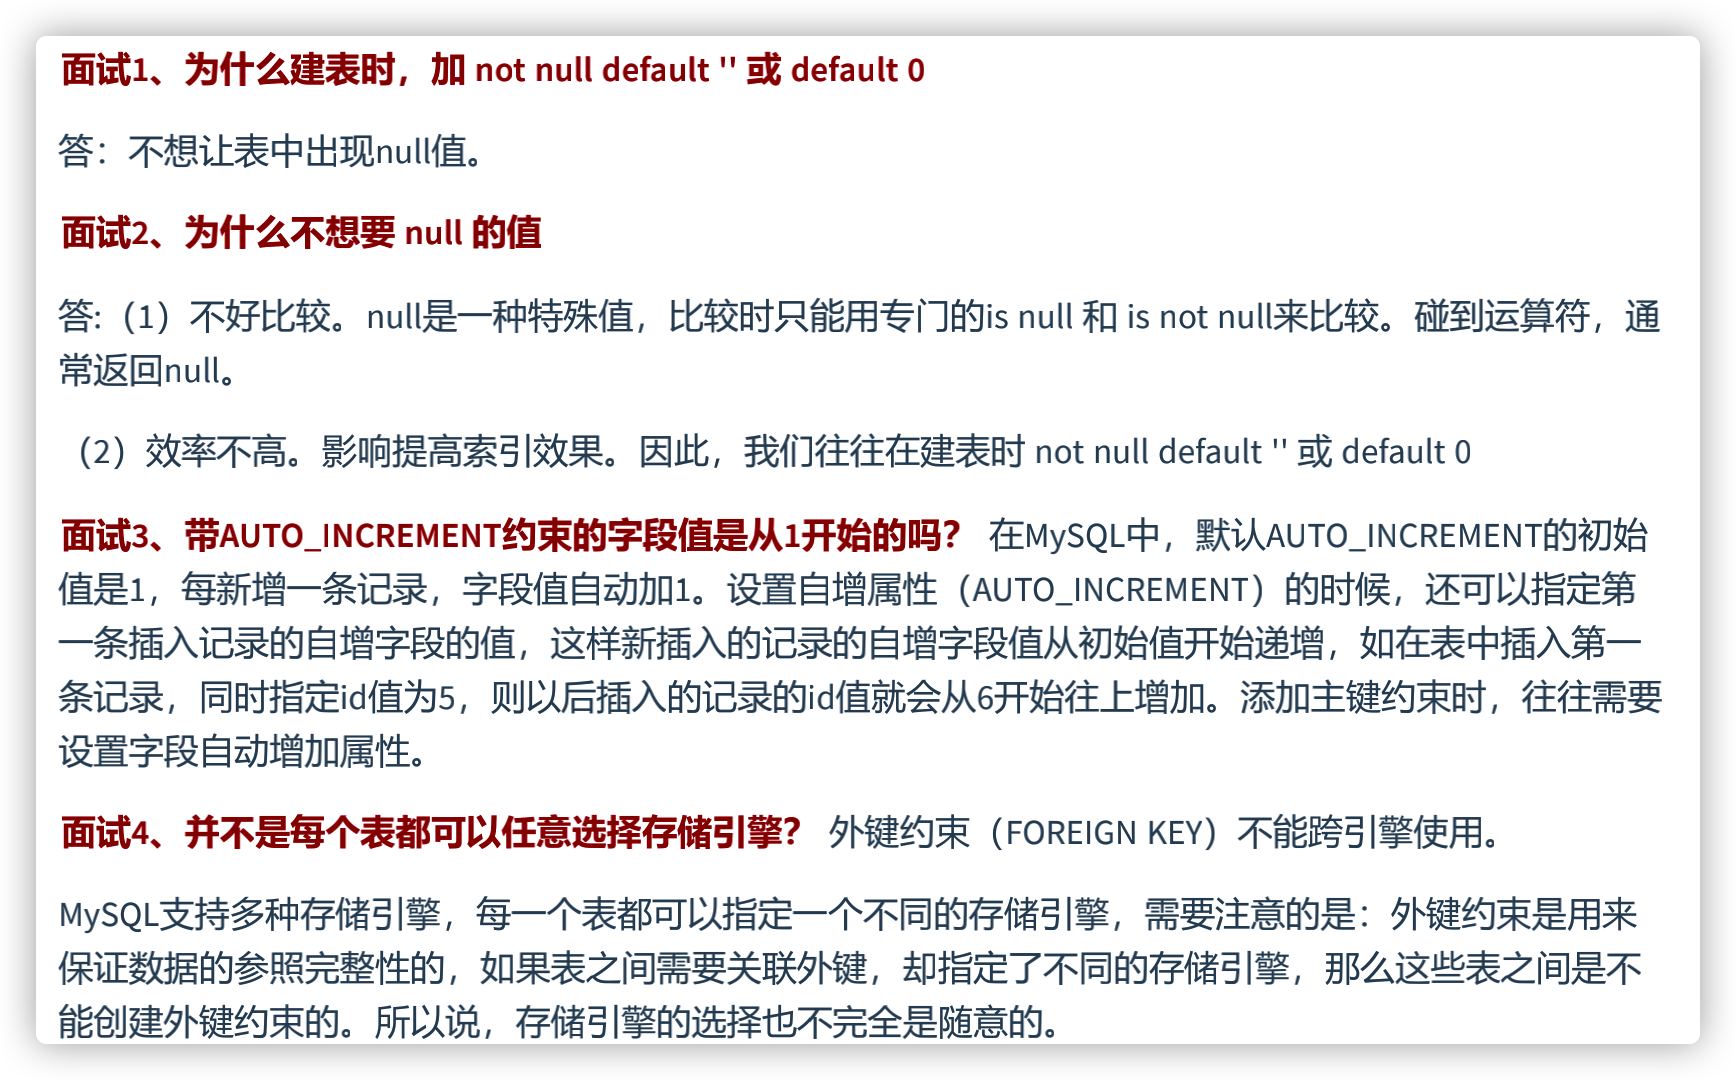 面试1、为什么建表时，加 not null default '' 或 default 0
答：不想让表中出现null值。
面试2、为什么不想要 null 的值
答:（1）不好比较。null是一种特殊值，比较时只能用专门的is null 和 is not null来比较。碰到运算符，通
常返回null。
（2）效率不高。影响提高索引效果。因此，我们往往在建表时 not null default '' 或 default 0
面试3、带AUTO_INCREMENT约束的字段值是从1开始的吗？ 在MySQL中，默认AUTO_INCREMENT的初始
值是1，每新增一条记录，字段值自动加1。设置自增属性（AUTO_INCREMENT）的时候，还可以指定第
一条插入记录的自增字段的值，这样新插入的记录的自增字段值从初始值开始递增，如在表中插入第一
条记录，同时指定id值为5，则以后插入的记录的id值就会从6开始往上增加。添加主键约束时，往往需要
设置字段自动增加属性。
面试4、并不是每个表都可以任意选择存储引擎？ 外键约束（FOREIGN KEY）不能跨引擎使用。
MySQL支持多种存储引擎，每一个表都可以指定一个不同的存储引擎，需要注意的是：外键约束是用来
保证数据的参照完整性的，如果表之间需要关联外键，却指定了不同的存储引擎，那么这些表之间是不
能创建外键约束的。所以说，存储引擎的选择也不完全是随意的。